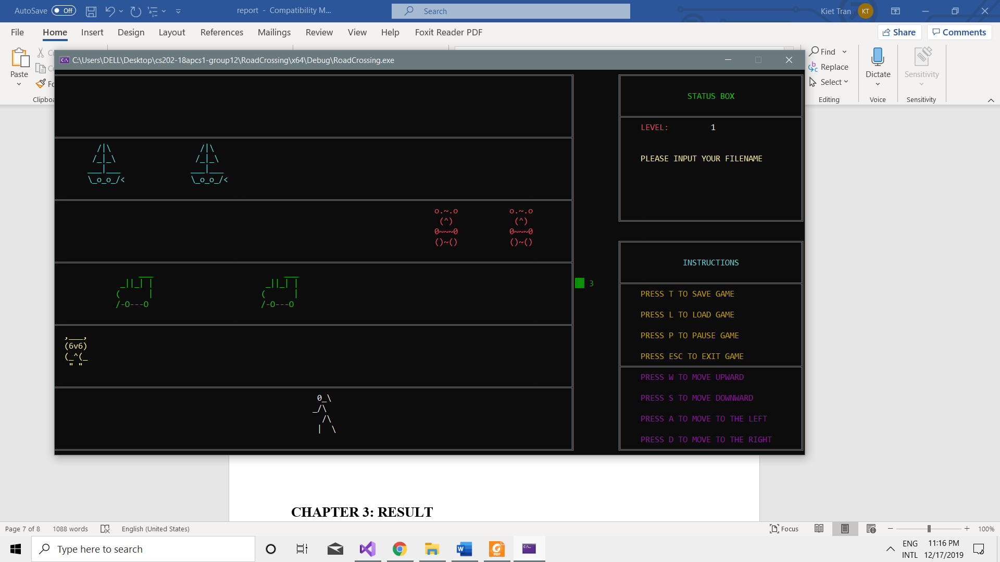 AutoSave Off report - Compatibility M... Search Kiet Tran KT
File Home Insert Design Layout References Mailings Review View Help Foxit Reader PDF Share Comments
C:\Users\DELL\Desktop\cs202-18apcs1-group12\RoadCrossing\x64\Debug\RoadCrossing.exe
Paste
Clipboa
Find
Replace
Select
Editing
Dictate
Voice
Sensitivity
Sensitivity
STATUS BOX
LEVEL: 1
PLEASE INPUT YOUR FILENAME
3
INSTRUCTIONS
PRESS T TO SAVE GAME
PRESS L TO LOAD GAME
PRESS P TO PAUSE GAME
PRESS ESC TO EXIT GAME
PRESS W TO MOVE UPWARD
PRESS S TO MOVE DOWNWARD
PRESS A TO MOVE TO THE LEFT
PRESS D TO MOVE TO THE RIGHT
CHAPTER 3: RESULT
Page 7 of 8 1088 words English (United States) Focus 100%
Type here to search
ENG 11:16 PM
INTL 12/17/2019